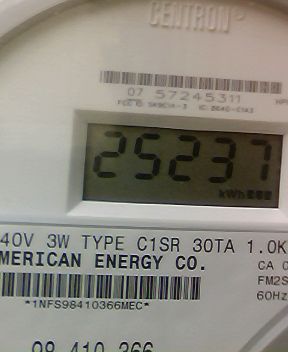 CENTRON®
07 57245311
25237
kWh
40V 3W TYPE C1SR 30TA 1.0K
MERICAN ENERGY CO.
CA 0
FM2S
60Hz
*1NFS98410366MEC*
98 410 366